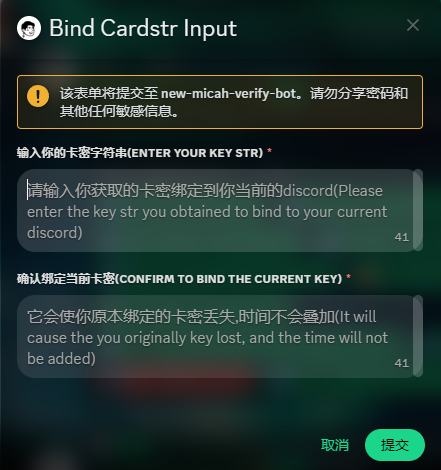 Bind Cardstr Input
该表单将提交至 new-micah-verify-bot。请勿分享密码和
其他任何敏感信息。
输入你的卡密字符串(ENTER YOUR KEY STR) *
请输入你获取的卡密绑定到你当前的discord(Please
enter the key str you obtained to bind to your current
discord)
41
确认绑定当前卡密(CONFIRM TO BIND THE CURRENT KEY) *
它会使你原本绑定的卡密丢失,时间不会叠加(It will
cause the you originally key lost, and the time will not
be added)
41
取消
提交